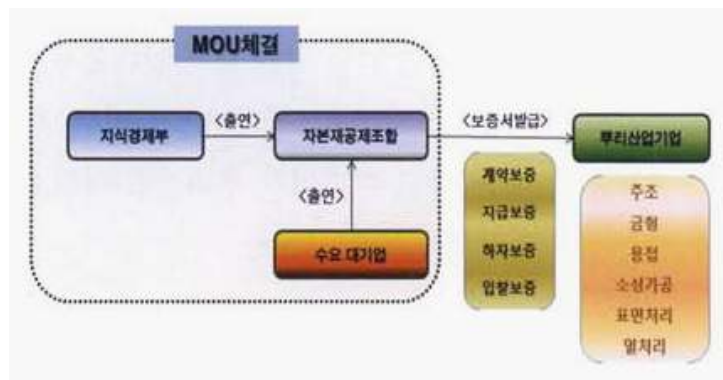 MOU체결
지식경제부
<출연>
자본재공제조합
<보증서발급>
뿌리산업기업
<출연>
수요 대기업
계약보증
지급보증
하자보증
입찰보증
주조
금형
용접
소성가공
표면처리
열처리